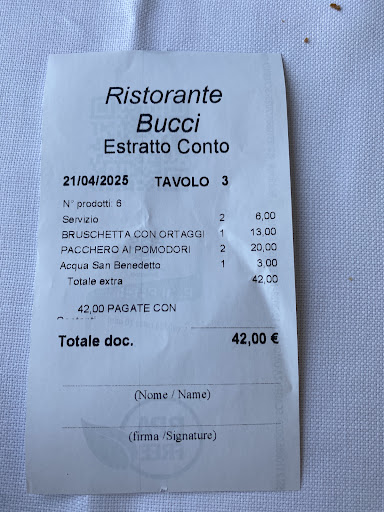 Ristorante
Bucci
Estratto Conto
21/04/2025 TAVOLO 3
N° prodotti: 6
Servizio 2 6,00
BRUSCHETTA CON ORTAGGI 1 13,00
PACCHERO AI POMODORI 2 20,00
Acqua San Benedetto 1 3,00
Totale extra 42,00
42,00 PAGATE CON
Totale doc. 42,00 €
(Nome / Name)
(firma /Signature)
FREE